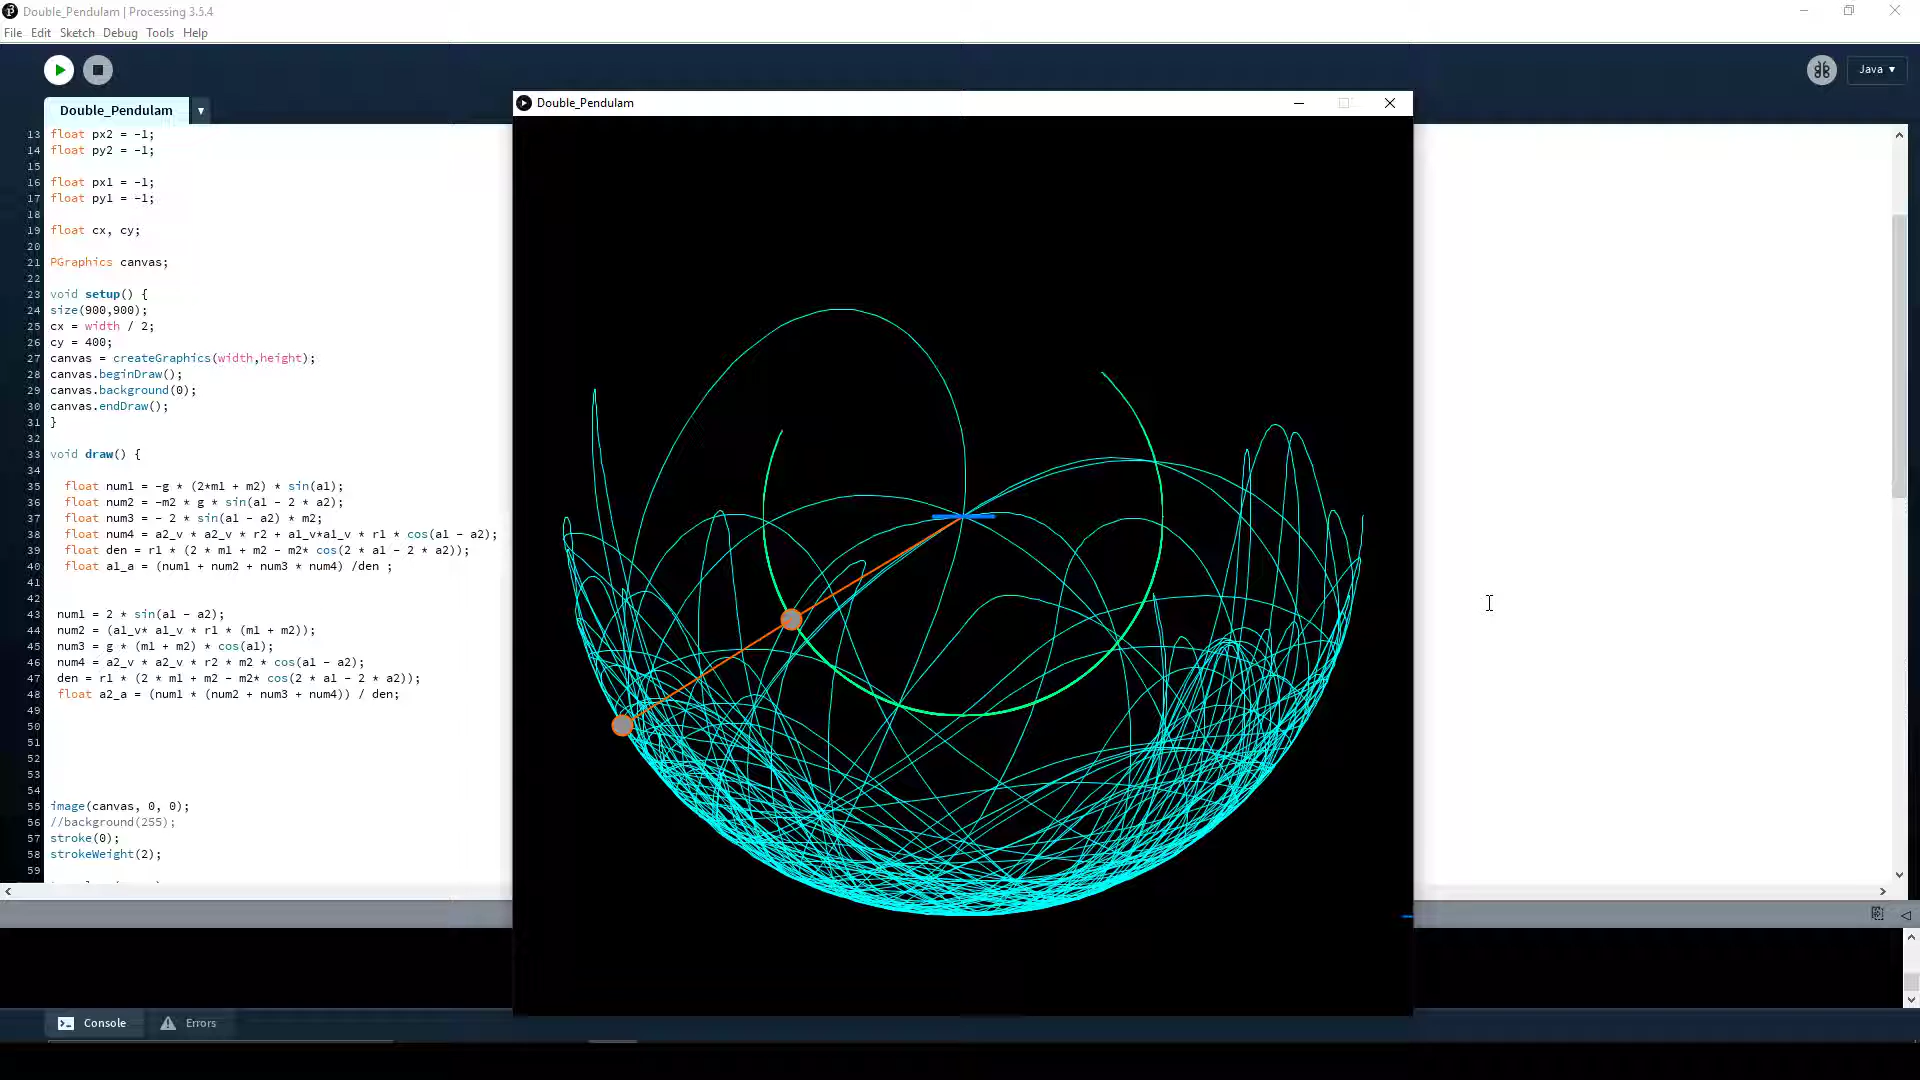 Double_Pendulam | Processing 3.5.4
File Edit Sketch Debug Tools Help
Java ▾
Double_Pendulam
Double_Pendulam
13 float px2 = -1;
14 float py2 = -1;
15
16 float px1 = -1;
17 float py1 = -1;
18
19 float cx, cy;
20
21 PGraphics canvas;
22
23 void setup() {
24 size(900,900);
25 cx = width / 2;
26 cy = 400;
27 canvas = createGraphics(width,height);
28 canvas.beginDraw();
29 canvas.background(0);
30 canvas.endDraw();
31 }
32
33 void draw() {
34
35 float num1 = -g * (2*m1 + m2) * sin(a1);
36 float num2 = -m2 * g * sin(a1 - 2 * a2);
37 float num3 = - 2 * sin(a1 - a2) * m2;
38 float num4 = a2_v * a2_v * r2 + a1_v*a1_v * r1 * cos(a1 - a2);
39 float den = r1 * (2 * m1 + m2 - m2* cos(2 * a1 - 2 * a2));
40 float a1_a = (num1 + num2 + num3 * num4) /den ;
41
42
43 num1 = 2 * sin(a1 - a2);
44 num2 = (a1_v* a1_v * r1 * (m1 + m2));
45 num3 = g * (m1 + m2) * cos(a1);
46 num4 = a2_v * a2_v * r2 * m2 * cos(a1 - a2);
47 den = r1 * (2 * m1 + m2 - m2* cos(2 * a1 - 2 * a2));
48 float a2_a = (num1 * (num2 + num3 + num4)) / den;
49
50
51
52
53
54
55 image(canvas, 0, 0);
56 //background(255);
57 stroke(0);
58 strokeWeight(2);
59
Console Errors